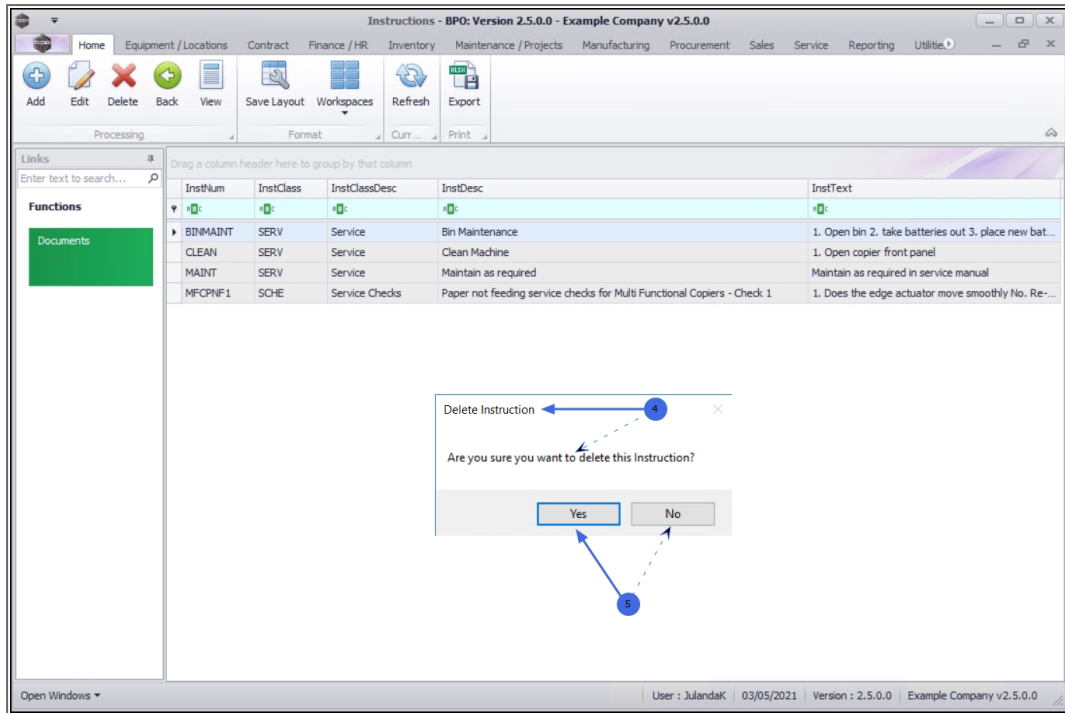 Instructions - BPO: Version 2.5.0.0 - Example Company v2.5.0.0
Home Equipment / Locations Contract Finance / HR Inventory Maintenance / Projects Manufacturing Procurement Sales Service Reporting Utilitie
Add Edit Delete Back View Save Layout Workspaces Refresh Export
Processing Format Curr... Print
Links
Drag a column header here to group by that column
Enter text to search...
InstNum InstClass InstClassDesc InstDesc InstText
Functions
Documents
BINMAINT SERV Service Bin Maintenance 1. Open bin 2. take batteries out 3. place new bat...
CLEAN SERV Service Clean Machine 1. Open copier front panel
MAINT SERV Service Maintain as required Maintain as required in service manual
MFCPNF1 SCHE Service Checks Paper not feeding service checks for Multi Functional Copiers - Check 1 1. Does the edge actuator move smoothly No. Re-...
Delete Instruction 4
Are you sure you want to delete this Instruction?
Yes No
5
Open Windows User : JulandaK 03/05/2021 Version : 2.5.0.0 Example Company v2.5.0.0